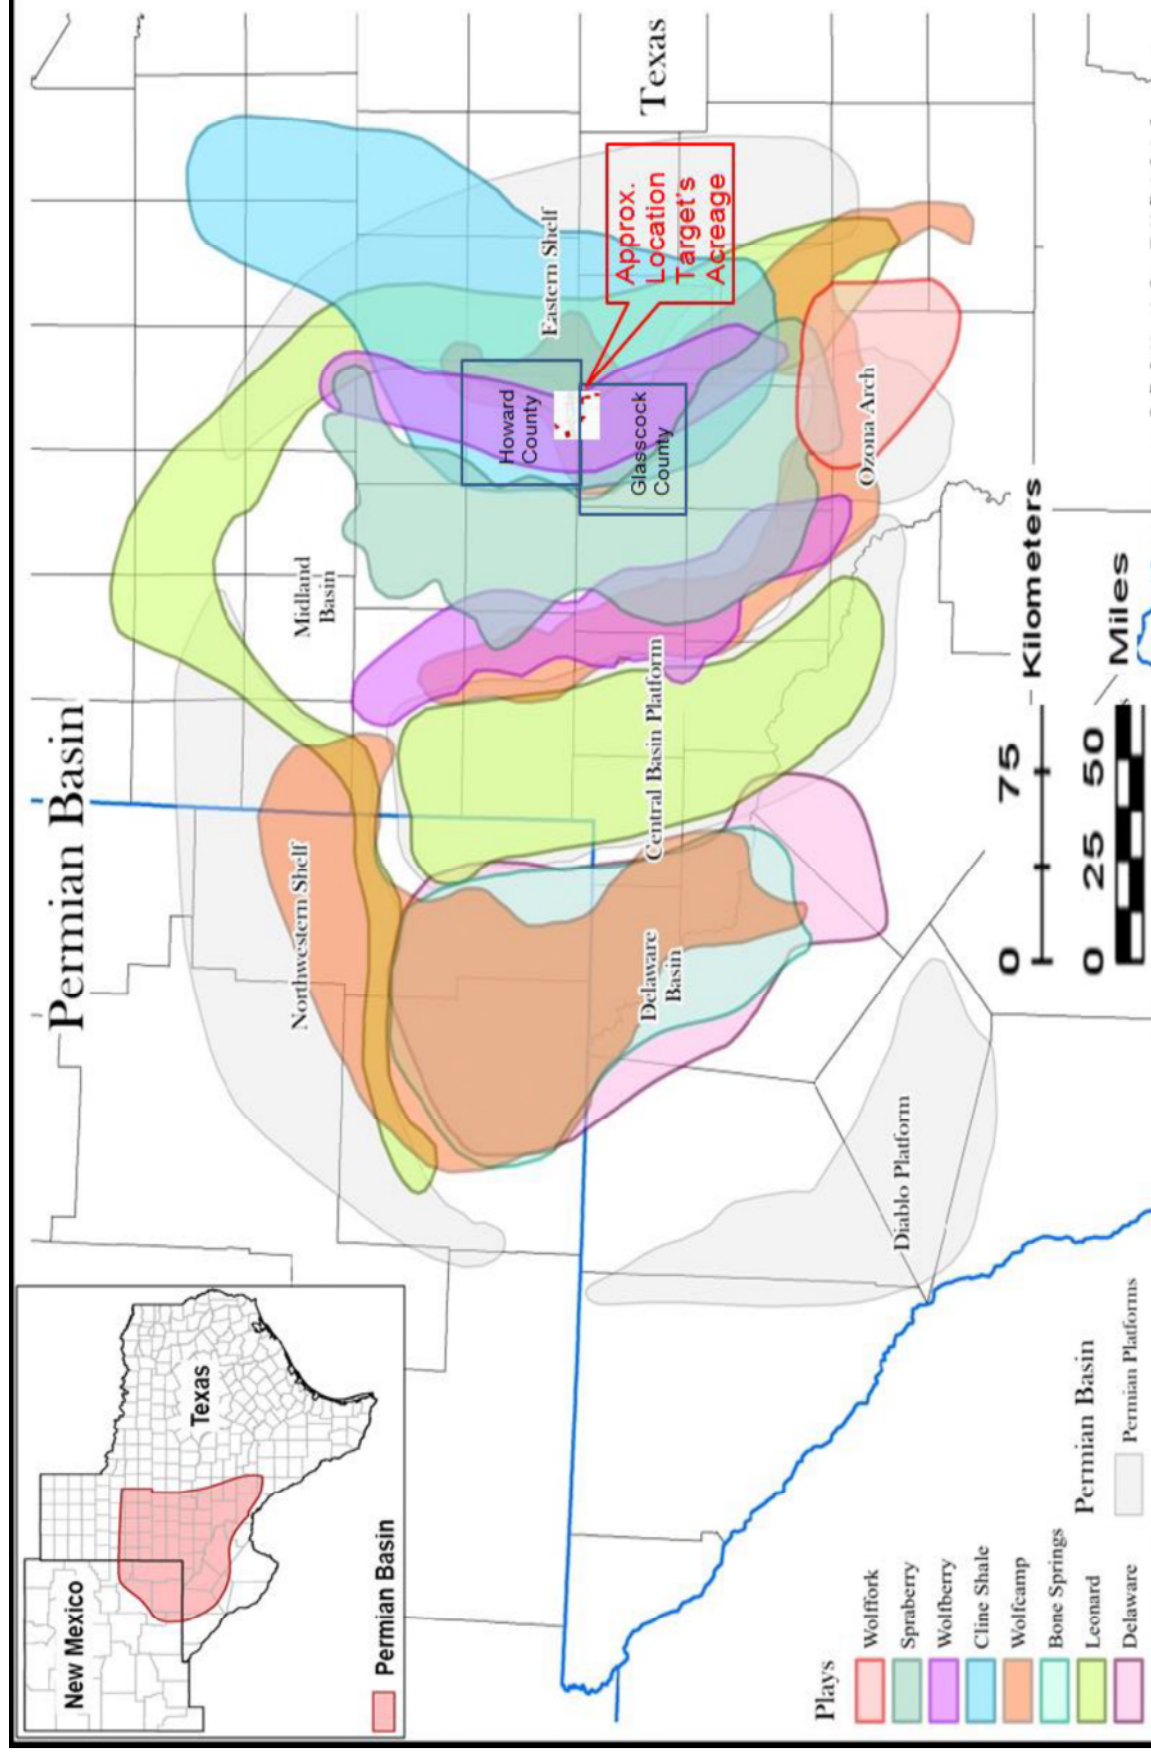 Permian Basin
New Mexico
Texas
Permian Basin
Northwestern Shelf
Midland
Basin
Eastern Shelf
Texas
Howard
County
Glasscock
County
Approx.
Location
Target's
Acreage
Central Basin Platform
Delaware
Basin
Ozona Arch
Diablo Platform
Plays
Wolffork
Spraberry
Wolfberry
Cline Shale
Wolfcamp
Bone Springs
Leonard
Delaware
Permian Basin
Permian Platforms
0 75 Kilometers
0 25 50 Miles